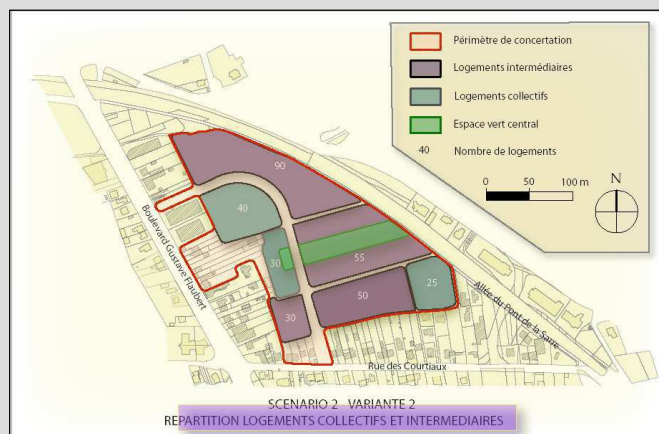 Périmètre de concertation
Logements intermédiaires
Logements collectifs
Espace vert central
40 Nombre de logements
0 50 100 m
N
90
40
30
55
25
50
30
Boulevard Gustave Flaubert
Allée du Pont de la Sarre
Rue des Courtiaux
SCENARIO 2 - VARIANTE 2
REPARTITION LOGEMENTS COLLECTIFS ET INTERMEDIAIRES